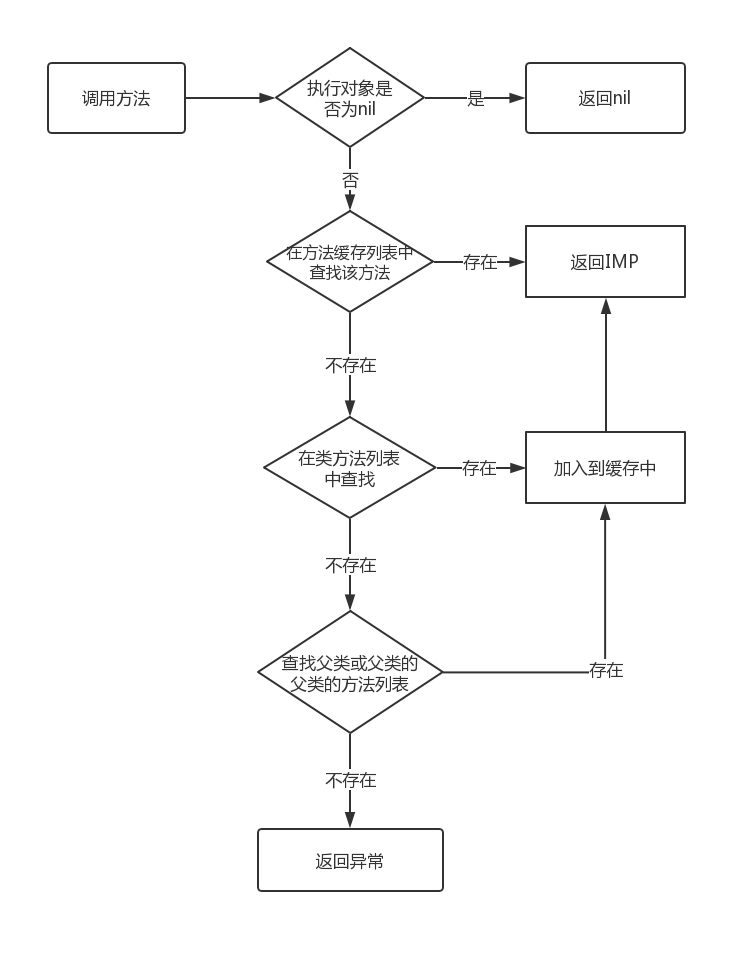 调用方法
执行对象是
否为nil
是
返回nil
否
在方法缓存列表中
查找该方法
存在
返回IMP
不存在
在类方法列表
中查找
存在
加入到缓存中
不存在
查找父类或父类的
父类的方法列表
存在
不存在
返回异常